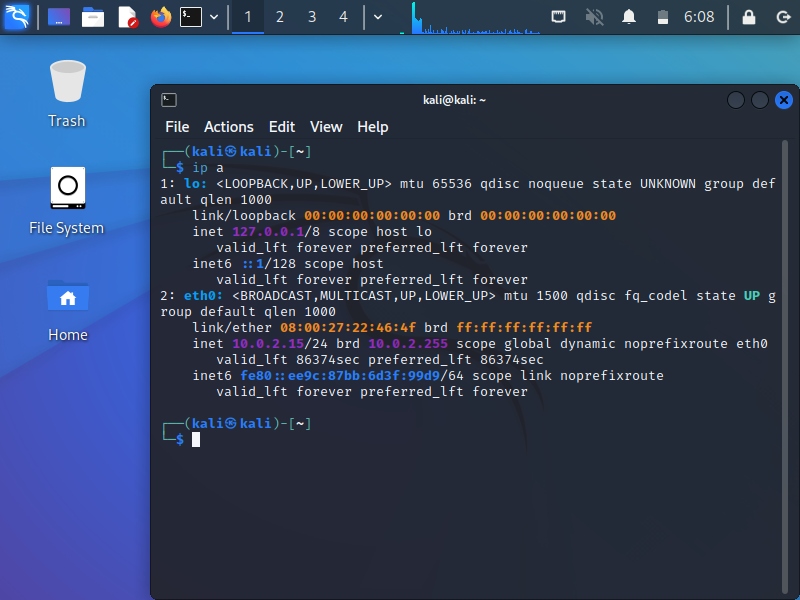 1 2 3 4 6:08
Trash
File System
Home
kali@kali: ~
File Actions Edit View Help
┌──(kali㉿kali)-[~]
└─$ ip a
1: lo: <LOOPBACK,UP,LOWER_UP> mtu 65536 qdisc noqueue state UNKNOWN group def
ault qlen 1000
link/loopback 00:00:00:00:00:00 brd 00:00:00:00:00:00
inet 127.0.0.1/8 scope host lo
valid_lft forever preferred_lft forever
inet6 ::1/128 scope host
valid_lft forever preferred_lft forever
2: eth0: <BROADCAST,MULTICAST,UP,LOWER_UP> mtu 1500 qdisc fq_codel state UP g
roup default qlen 1000
link/ether 08:00:27:22:46:4f brd ff:ff:ff:ff:ff:ff
inet 10.0.2.15/24 brd 10.0.2.255 scope global dynamic noprefixroute eth0
valid_lft 86374sec preferred_lft 86374sec
inet6 fe80::ee9c:87bb:6d3f:99d9/64 scope link noprefixroute
valid_lft forever preferred_lft forever
┌──(kali㉿kali)-[~]
└─$